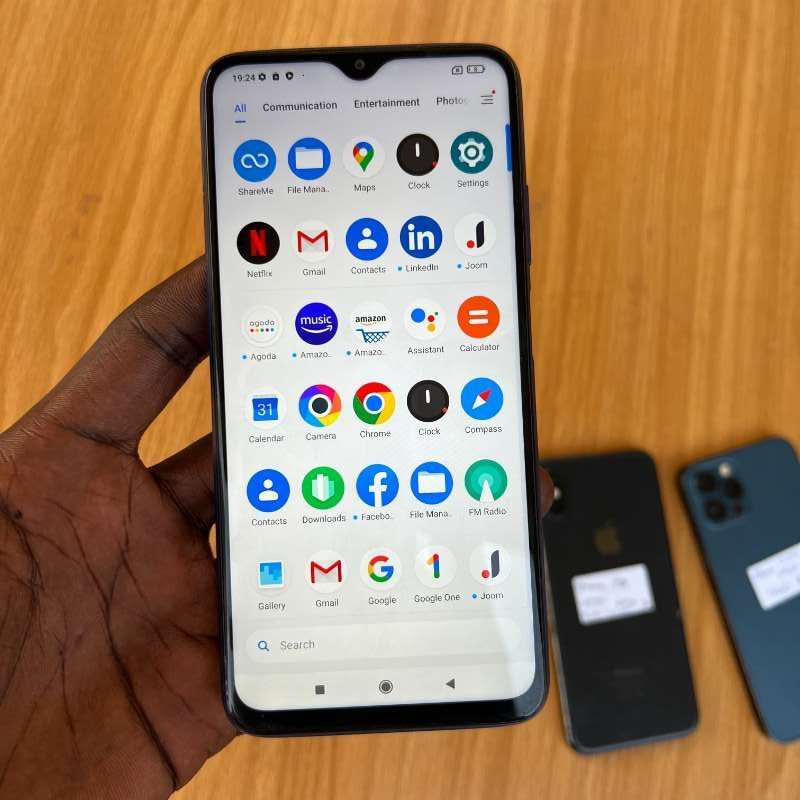 19:24
All Communication Entertainment Photo
ShareMe File Mana.. Maps Clock Settings
N
Netflix Gmail in Contacts LinkedIn Joom
agoda music amazon
Agoda Amazo.. Amazo.. Assistant Calculator
31
Calendar Camera Chrome Clock Compass
Contacts Downloads Facebo.. File Mana.. FM Radio
Gallery Gmail Google Google One Joom
Search